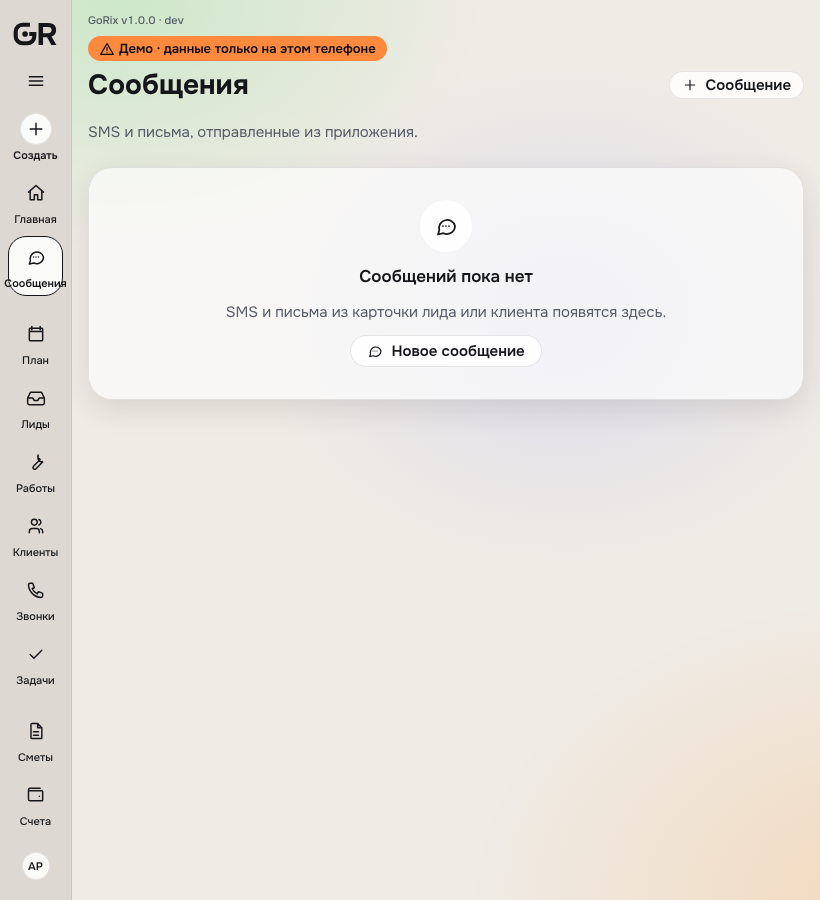 GR
Создать
Главная
Сообщения
План
Лиды
Работы
Клиенты
Звонки
Задачи
Сметы
Счета
AP
GoRix v1.0.0 · dev
Демо · данные только на этом телефоне
Сообщения
Сообщение
SMS и письма, отправленные из приложения.
Сообщений пока нет
SMS и письма из карточки лида или клиента появятся здесь.
Новое сообщение